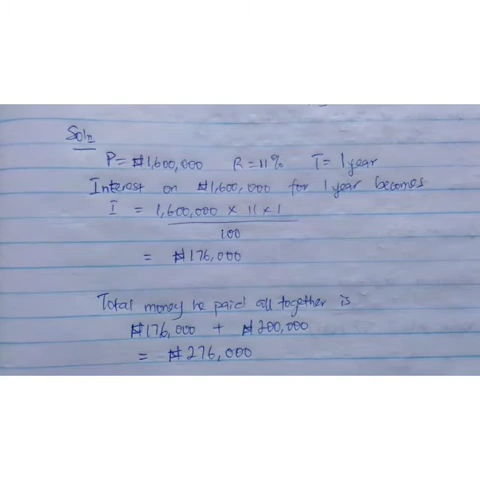 Soln
P = ₦1,600,000 R = 11% T = 1 year
Interest on ₦1,600,000 for 1 year becomes
I = 1,600,000 × 11 × 1
100
= ₦176,000
Total money he paid all together is
₦176,000 + ₦200,000
= ₦276,000